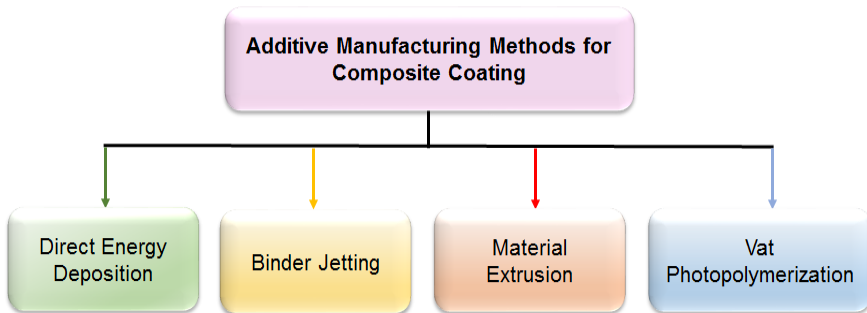 Additive Manufacturing Methods for
Composite Coating
Direct Energy
Deposition
Binder Jetting
Material
Extrusion
Vat
Photopolymerization